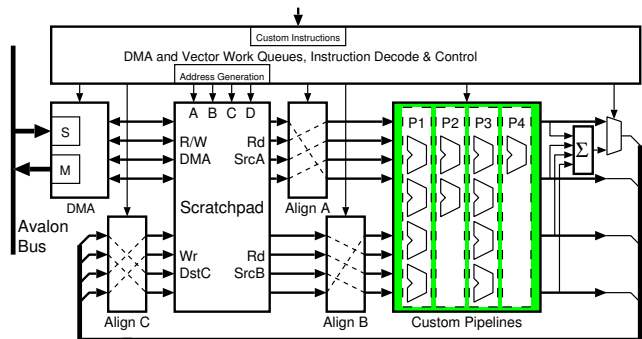 Custom Instructions
DMA and Vector Work Queues, Instruction Decode & Control
Address Generation
A B C D
P1 P2 P3 P4
S
M
DMA
R/W
DMA
Rd
SrcA
Align A
Σ
Scratchpad
Avalon
Bus
Wr
DstC
Rd
SrcB
Align C
Align B
Custom Pipelines